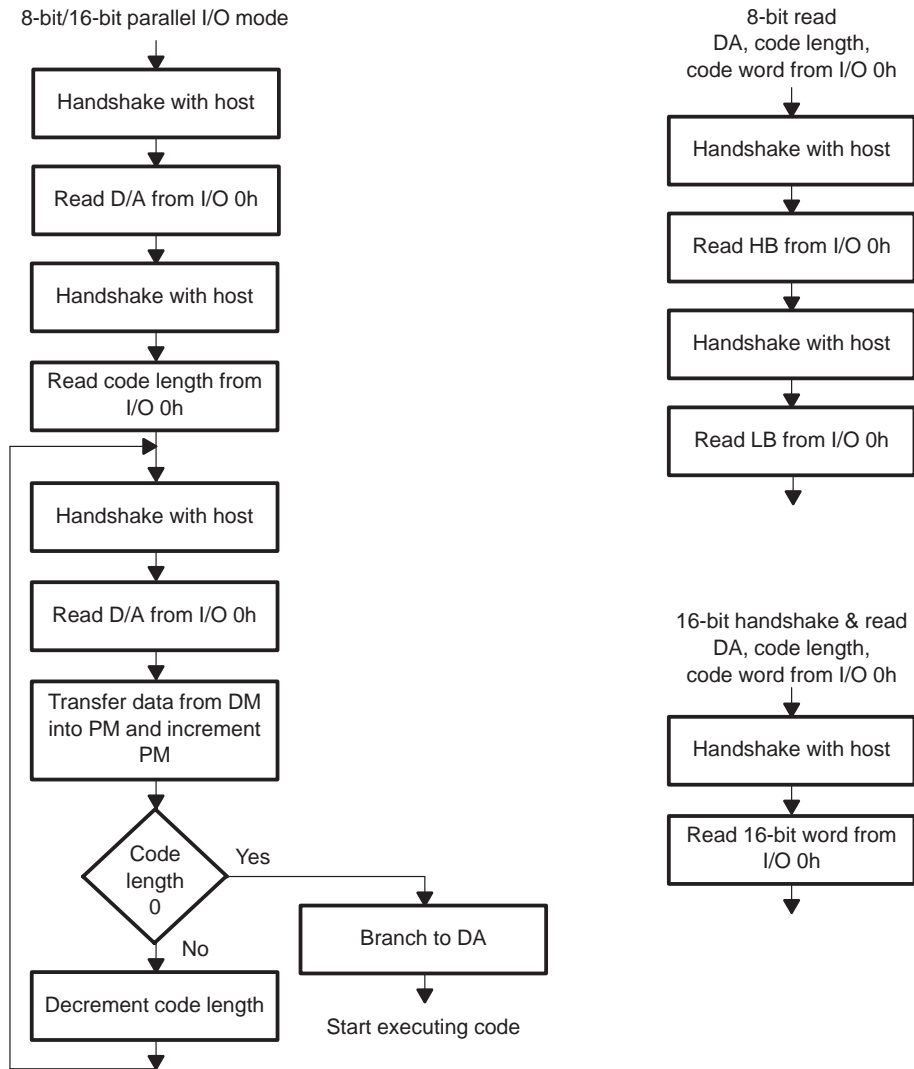 8-bit/16-bit parallel I/O mode
Handshake with host
Read D/A from I/O 0h
Handshake with host
Read code length from
I/O 0h
Handshake with host
Read D/A from I/O 0h
Transfer data from DM
into PM and increment
PM
Code
length
0
Yes
No
Decrement code length
Branch to DA
Start executing code
8-bit read
DA, code length,
code word from I/O 0h
Handshake with host
Read HB from I/O 0h
Handshake with host
Read LB from I/O 0h
16-bit handshake & read
DA, code length,
code word from I/O 0h
Handshake with host
Read 16-bit word from
I/O 0h